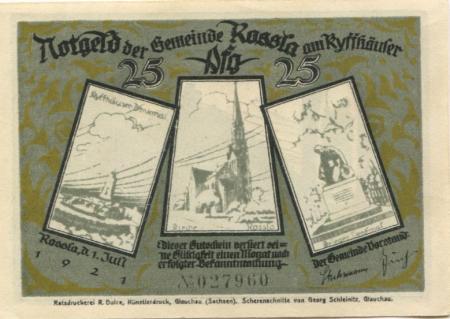 Notgeld der Gemeinde Rossla am Kyffhäuser
25 Pfg 25
Kyffhäuser Denkmal
Kirche Rossla
Rossla, d. 1. Juli
1921
Dieser Gutschein verliert sei=
ne Gültigkeit einen Monat nach
erfolgter Bekanntmachung.
der Gemeinde Vorstand:
№ 027960
Ratsdruckerei R. Dulce, Künstlerdruck, Glauchau (Sachsen). Scherenschnitte von Georg Schleinitz, Glauchau.